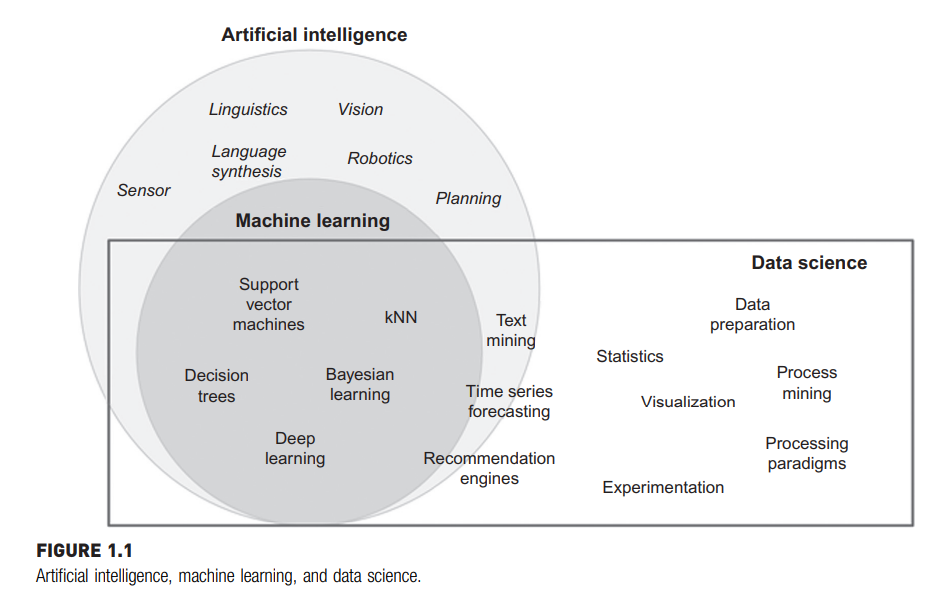 Artificial intelligence
Linguistics
Vision
Language
synthesis
Robotics
Sensor
Planning
Machine learning
Data science
Support
vector
machines
kNN
Text
mining
Data
preparation
Statistics
Decision
trees
Bayesian
learning
Time series
forecasting
Visualization
Process
mining
Deep
learning
Recommendation
engines
Processing
paradigms
Experimentation
FIGURE 1.1
Artificial intelligence, machine learning, and data science.